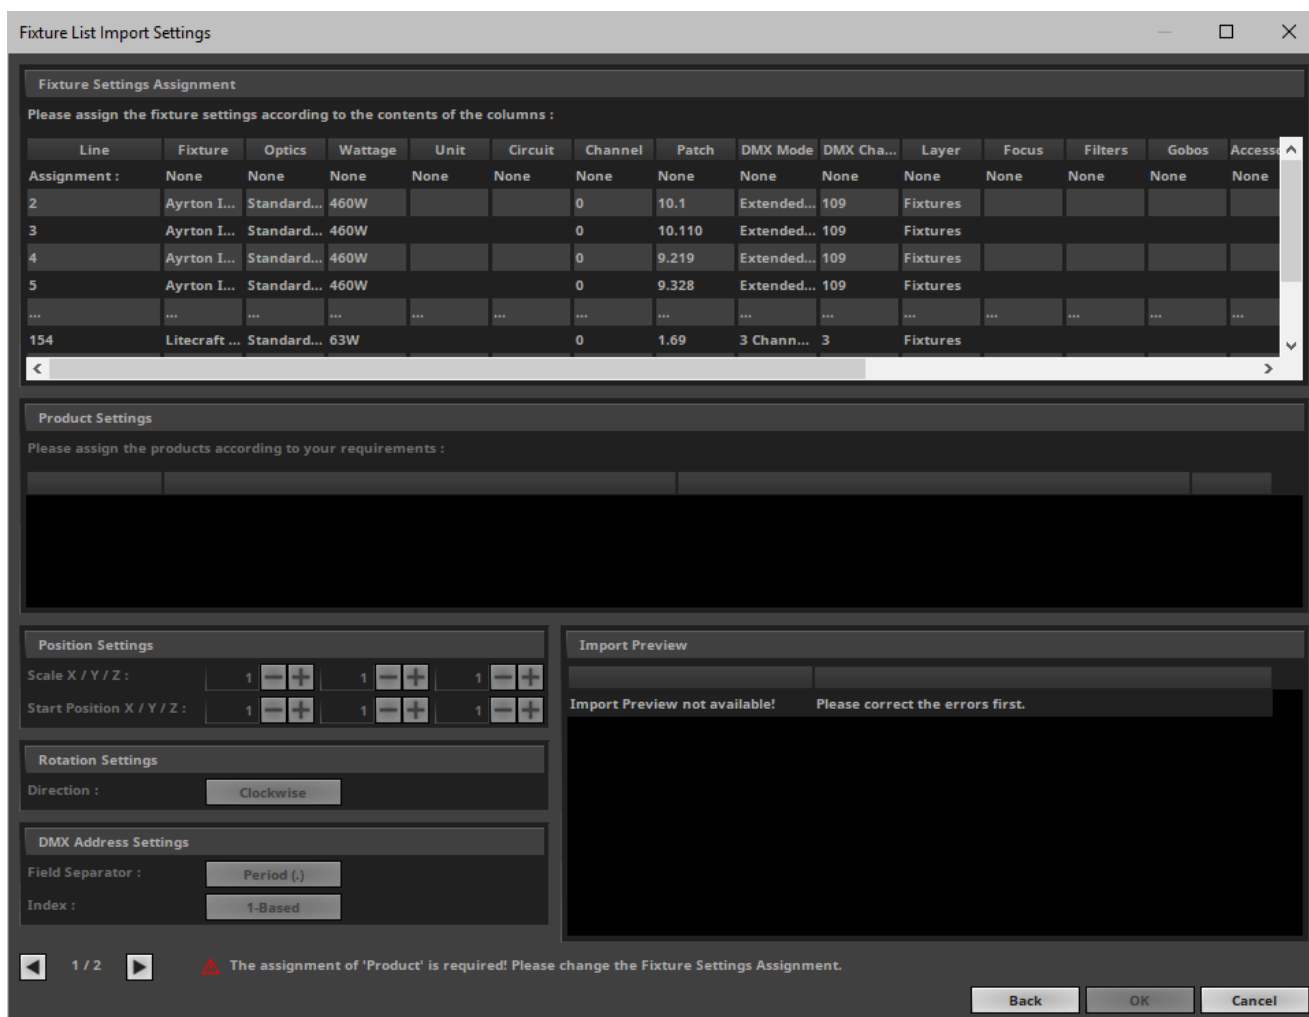 Fixture List Import Settings
Fixture Settings Assignment
Please assign the fixture settings according to the contents of the columns :
Line Fixture Optics Wattage Unit Circuit Channel Patch DMX Mode DMX Cha... Layer Focus Filters Gobos Accesso
Assignment : None None None None None None None None None None None None None None
2 Ayrton I... Standard... 460W 0 10.1 Extended... 109 Fixtures
3 Ayrton I... Standard... 460W 0 10.110 Extended... 109 Fixtures
4 Ayrton I... Standard... 460W 0 9.219 Extended... 109 Fixtures
5 Ayrton I... Standard... 460W 0 9.328 Extended... 109 Fixtures
... ... ... ... ... ... ... ... ... ... ... ... ... ... ...
154 Litecraft ... Standard... 63W 0 1.69 3 Chann... 3 Fixtures
Product Settings
Please assign the products according to your requirements :
Position Settings
Scale X / Y / Z : 1 1 1
Start Position X / Y / Z : 1 1 1
Rotation Settings
Direction : Clockwise
DMX Address Settings
Field Separator : Period (.)
Index : 1-Based
Import Preview
Import Preview not available! Please correct the errors first.
1 / 2 The assignment of 'Product' is required! Please change the Fixture Settings Assignment.
Back OK Cancel